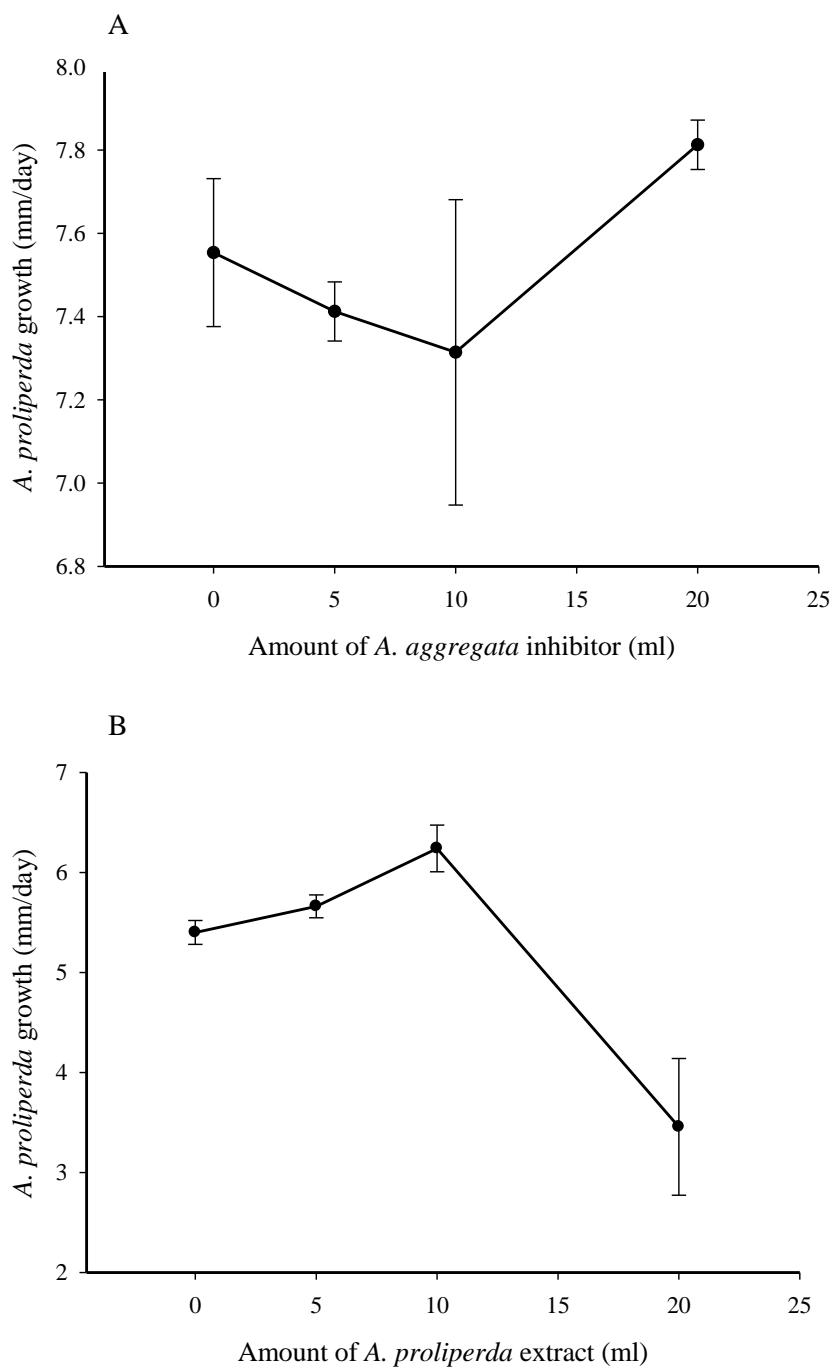 A
8.0
7.8
7.6
7.4
7.2
7.0
6.8
A. proliperda growth (mm/day)
0 5 10 15 20 25
Amount of A. aggregata inhibitor (ml)
B
7
6
5
4
3
2
A. proliperda growth (mm/day)
0 5 10 15 20 25
Amount of A. proliperda extract (ml)